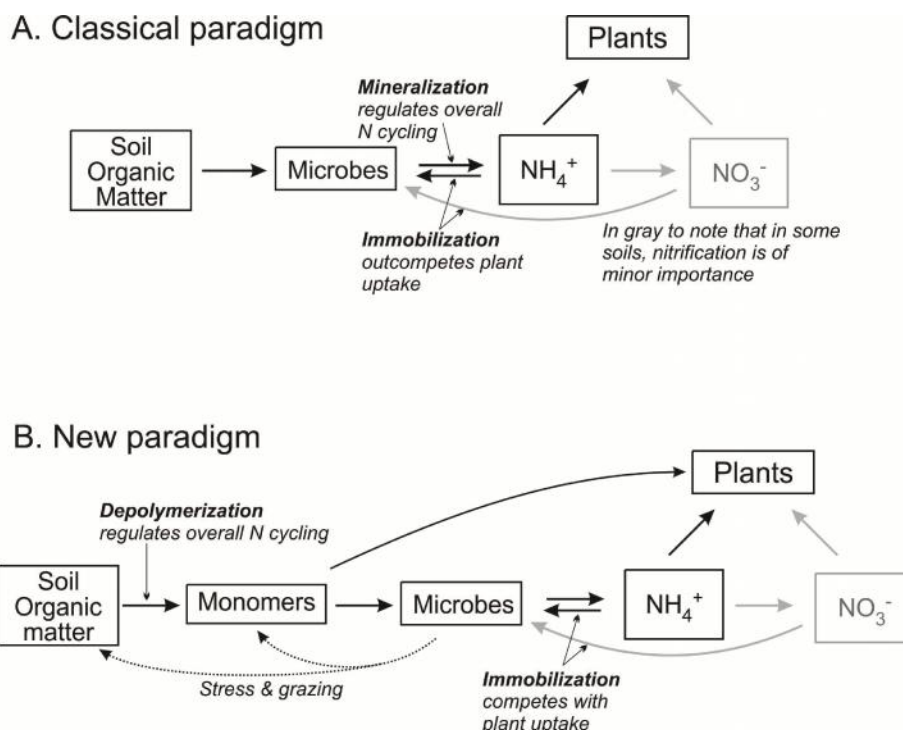 A. Classical paradigm
Plants
Mineralization
regulates overall
N cycling
Soil
Organic
Matter
Microbes
NH₄⁺
NO₃⁻
Immobilization
outcompetes plant
uptake
In gray to note that in some
soils, nitrification is of
minor importance
B. New paradigm
Plants
Depolymerization
regulates overall N cycling
Soil
Organic
matter
Monomers
Microbes
NH₄⁺
NO₃⁻
Stress & grazing
Immobilization
competes with
plant uptake